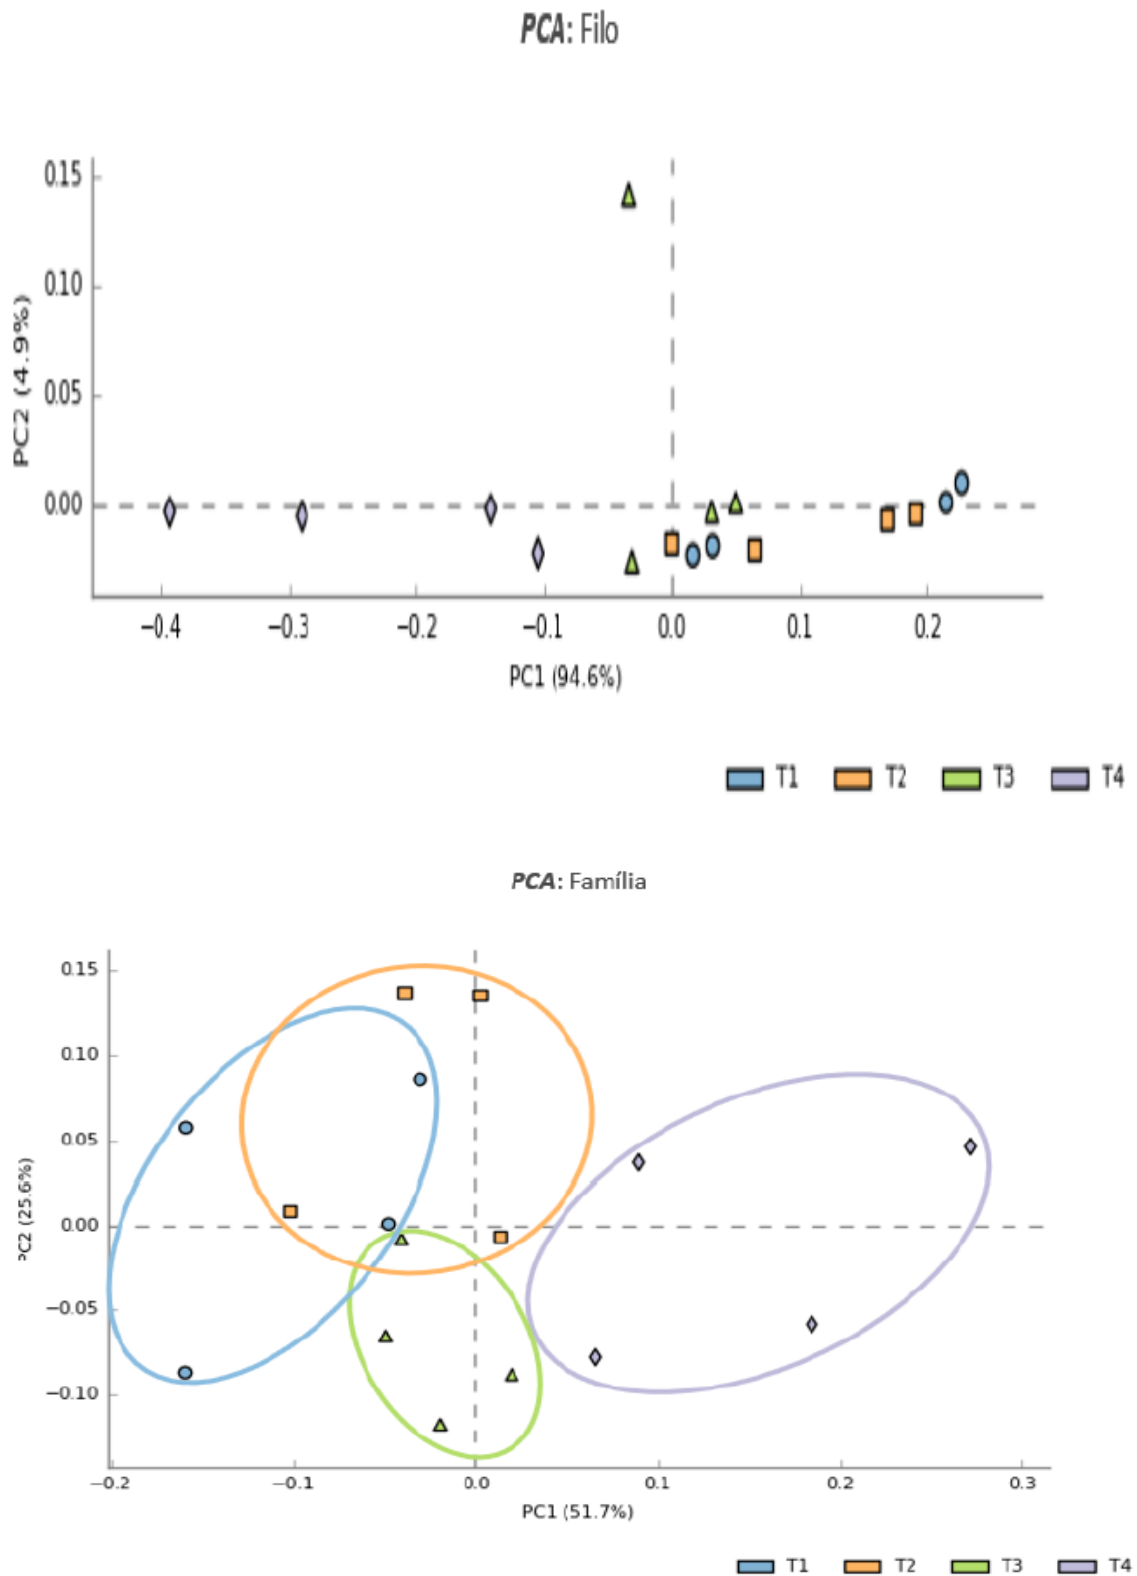 PCA: Filo
0.15
0.10
0.05
0.00
PC2 (4.9%)
−0.4 −0.3 −0.2 −0.1 0.0 0.1 0.2
PC1 (94.6%)
T1 T2 T3 T4
PCA: Família
0.15
0.10
0.05
0.00
−0.05
−0.10
PC2 (25.6%)
−0.2 −0.1 0.0 0.1 0.2 0.3
PC1 (51.7%)
T1 T2 T3 T4